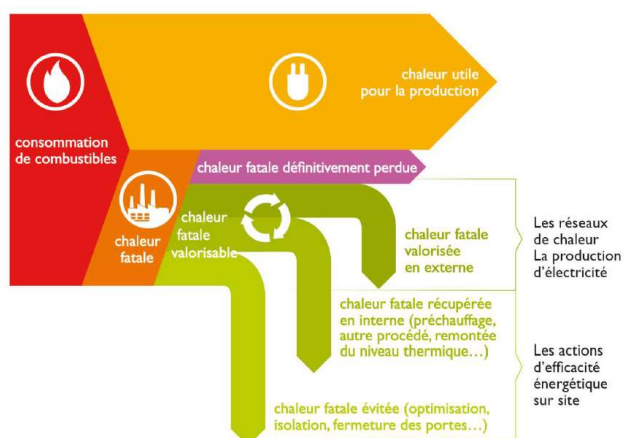 chaleur utile
pour la production
consommation
de combustibles
chaleur fatale définitivement perdue
chaleur
fatale
chaleur
fatale
valorisable
chaleur fatale
valorisée
en externe
Les réseaux
de chaleur
La production
d'électricité
chaleur fatale récupérée
en interne (préchauffage,
autre procédé, remontée
du niveau thermique...)
Les actions
d'efficacité
énergétique
sur site
chaleur fatale évitée (optimisation,
isolation, fermeture des portes...)